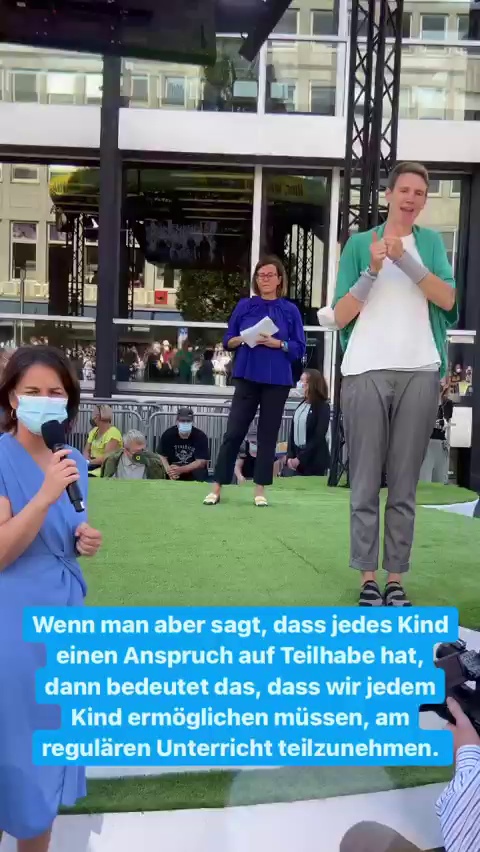 Wenn man aber sagt, dass jedes Kind
einen Anspruch auf Teilhabe hat,
dann bedeutet das, dass wir jedem
Kind ermöglichen müssen, am
regulären Unterricht teilzunehmen.